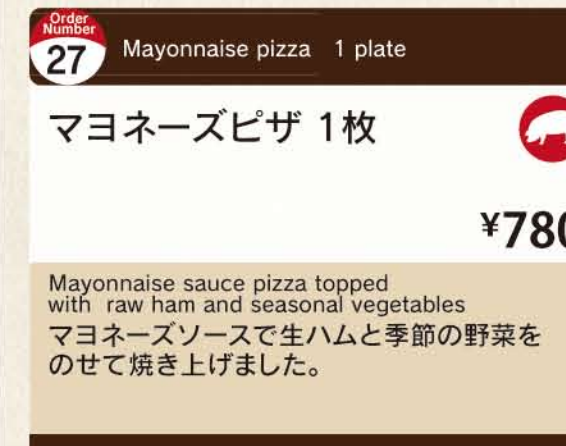 Order
Number
27
Mayonnaise pizza 1 plate
マヨネーズピザ 1枚
¥780
Mayonnaise sauce pizza topped
with raw ham and seasonal vegetables
マヨネーズソースで生ハムと季節の野菜を
のせて焼き上げました。